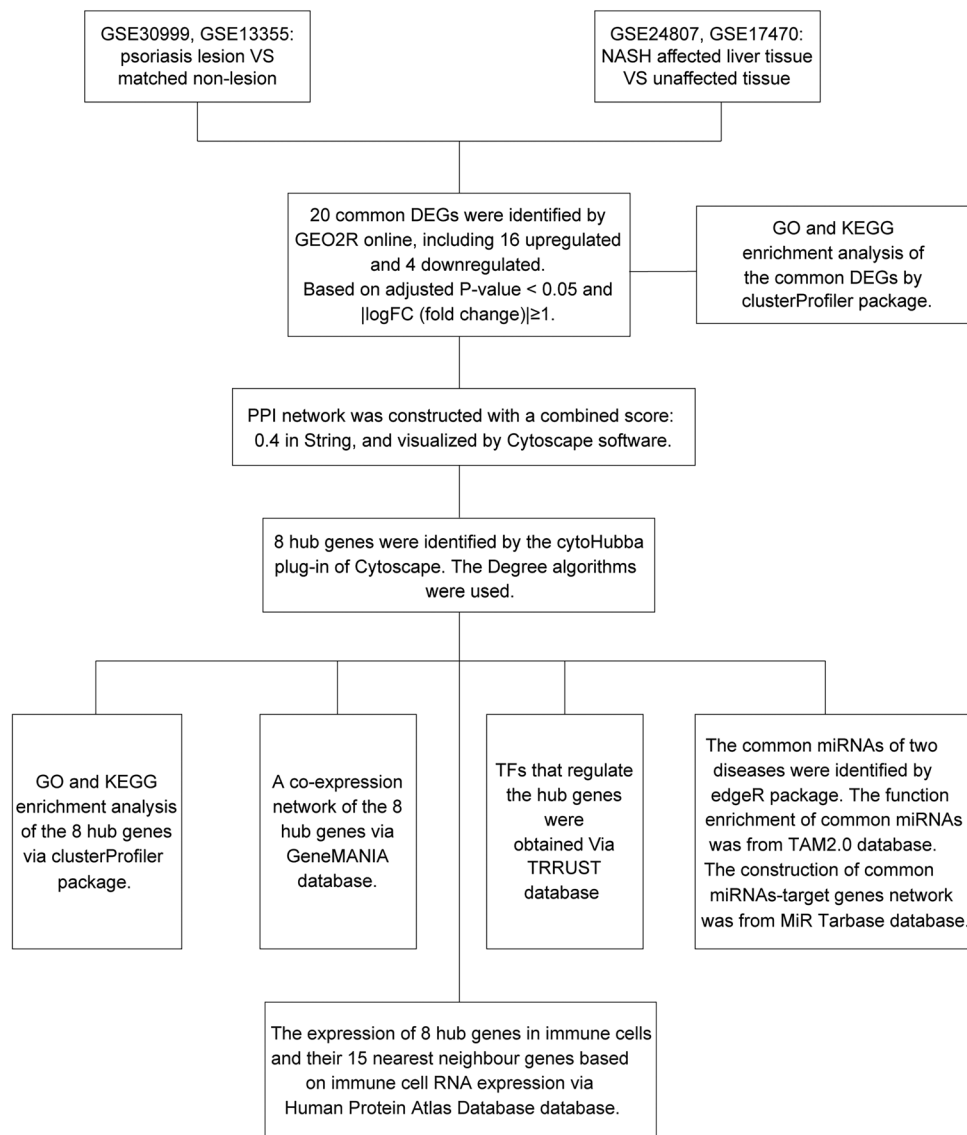 GSE30999, GSE13355:
psoriasis lesion VS
matched non-lesion
GSE24807, GSE17470:
NASH affected liver tissue
VS unaffected tissue
20 common DEGs were identified by
GEO2R online, including 16 upregulated
and 4 downregulated.
Based on adjusted P-value < 0.05 and
|logFC (fold change)|≥1.
GO and KEGG
enrichment analysis of
the common DEGs by
clusterProfiler package.
PPI network was constructed with a combined score:
0.4 in String, and visualized by Cytoscape software.
8 hub genes were identified by the cytoHubba
plug-in of Cytoscape. The Degree algorithms
were used.
GO and KEGG
enrichment analysis
of the 8 hub genes
via clusterProfiler
package.
A co-expression
network of the 8
hub genes via
GeneMANIA
database.
TFs that regulate
the hub genes
were
obtained Via
TRRUST
database
The common miRNAs of two
diseases were identified by
edgeR package. The function
enrichment of common miRNAs
was from TAM2.0 database.
The construction of common
miRNAs-target genes network
was from MiR Tarbase database.
The expression of 8 hub genes in immune cells
and their 15 nearest neighbour genes based
on immune cell RNA expression via
Human Protein Atlas Database database.